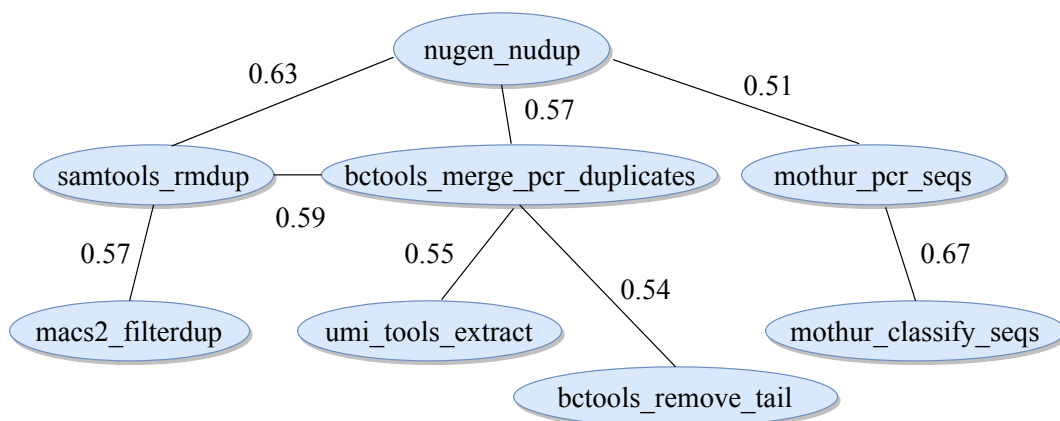 nugen_nudup
0.63
0.57
0.51
samtools_rmdup
bctools_merge_pcr_duplicates
mothur_pcr_seqs
0.59
0.57
0.55
0.54
0.67
macs2_filterdup
umi_tools_extract
mothur_classify_seqs
bctools_remove_tail